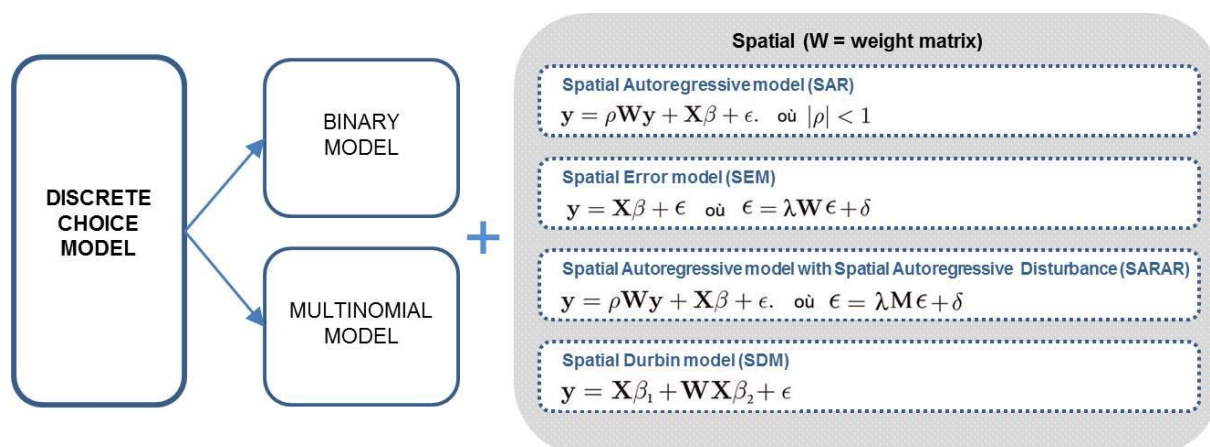 DISCRETE
CHOICE
MODEL
BINARY
MODEL
MULTINOMIAL
MODEL
+
Spatial (W = weight matrix)
Spatial Autoregressive model (SAR)
y = ρWy + Xβ + ϵ. où |ρ| < 1
Spatial Error model (SEM)
y = Xβ + ϵ où ϵ = λWϵ + δ
Spatial Autoregressive model with Spatial Autoregressive Disturbance (SARAR)
y = ρWy + Xβ + ϵ. où ϵ = λMϵ + δ
Spatial Durbin model (SDM)
y = Xβ₁ + WXβ₂ + ϵ